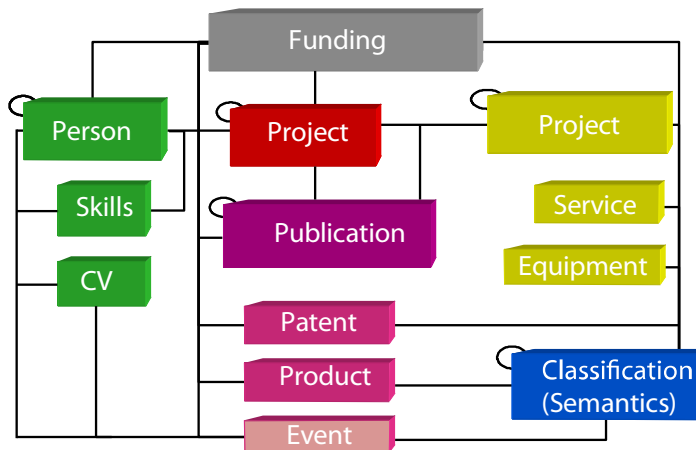 Funding
Person
Project
Project
Skills
Service
Publication
CV
Equipment
Patent
Product
Classification
(Semantics)
Event